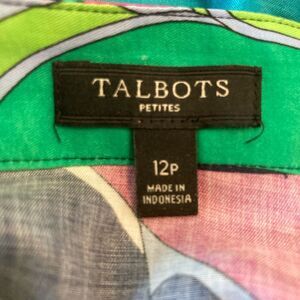 TALBOTS
PETITES
12P
MADE IN
INDONESIA